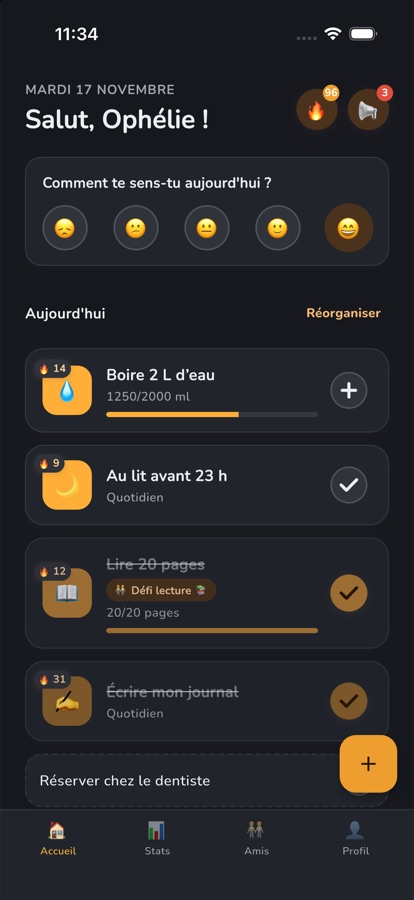 11:34
MARDI 17 NOVEMBRE
Salut, Ophélie !
96
3
Comment te sens-tu aujourd'hui ?
Aujourd'hui
Réorganiser
14
Boire 2 L d’eau
1250/2000 ml
9
Au lit avant 23 h
Quotidien
12
Lire 20 pages
Défi lecture
20/20 pages
31
Écrire mon journal
Quotidien
Réserver chez le dentiste
Accueil
Stats
Amis
Profil